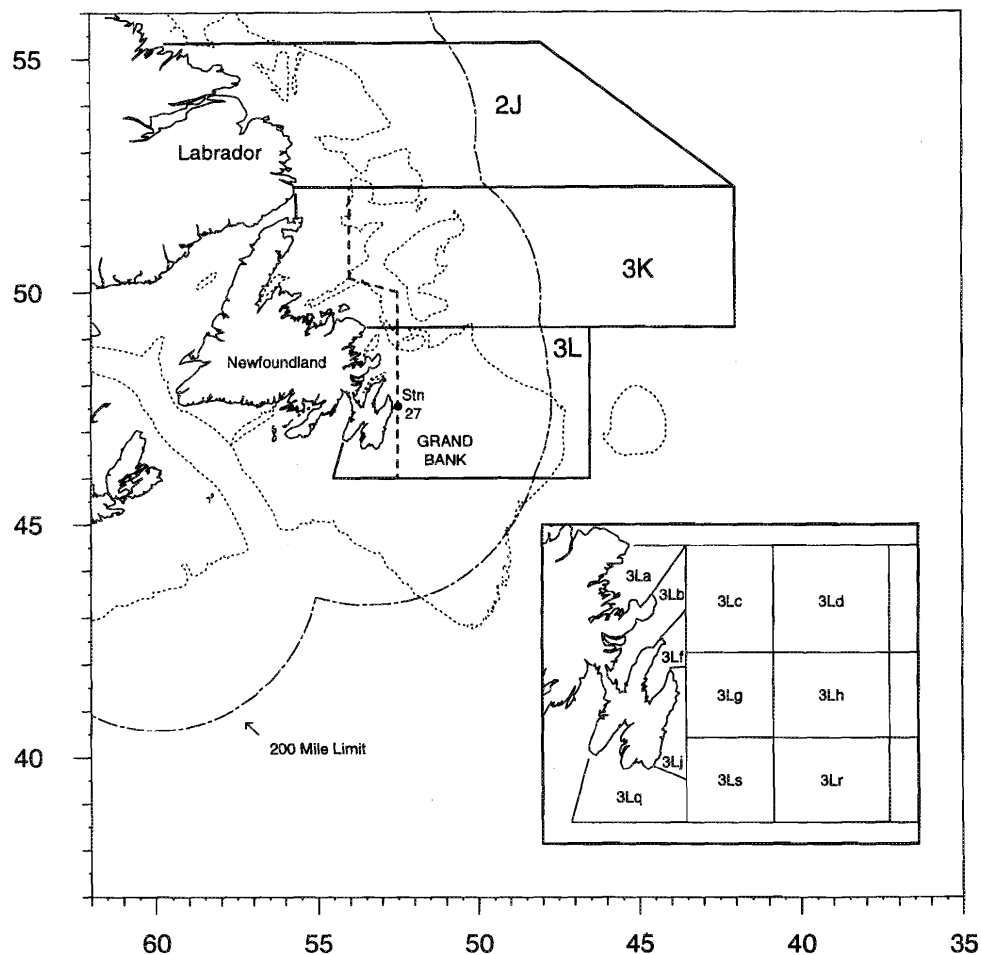 55
50
45
40
60
55
50
45
40
35
2J
Labrador
3K
3L
Newfoundland
Stn
27
GRAND
BANK
200 Mile Limit
3La
3Lb
3Lc
3Ld
3Lf
3Lg
3Lh
3Lj
3Lq
3Ls
3Lr